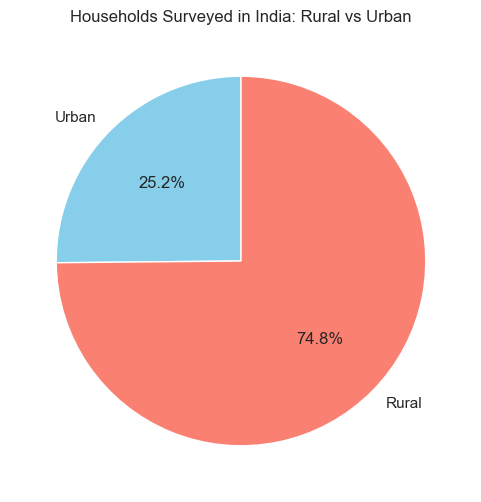 Households Surveyed in India: Rural vs Urban
Urban
25.2%
74.8%
Rural